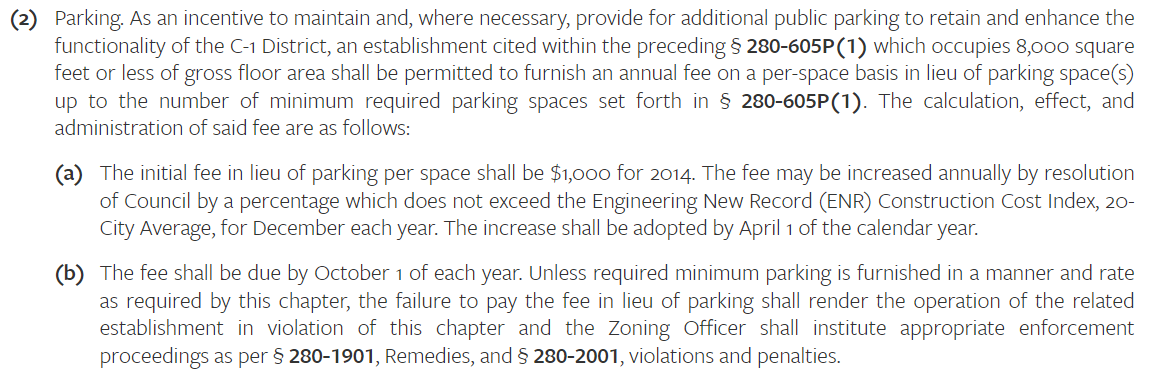 (2) Parking. As an incentive to maintain and, where necessary, provide for additional public parking to retain and enhance the
functionality of the C-1 District, an establishment cited within the preceding § 280-605P(1) which occupies 8,000 square
feet or less of gross floor area shall be permitted to furnish an annual fee on a per-space basis in lieu of parking space(s)
up to the number of minimum required parking spaces set forth in § 280-605P(1). The calculation, effect, and
administration of said fee are as follows:
(a) The initial fee in lieu of parking per space shall be $1,000 for 2014. The fee may be increased annually by resolution
of Council by a percentage which does not exceed the Engineering New Record (ENR) Construction Cost Index, 20-
City Average, for December each year. The increase shall be adopted by April 1 of the calendar year.
(b) The fee shall be due by October 1 of each year. Unless required minimum parking is furnished in a manner and rate
as required by this chapter, the failure to pay the fee in lieu of parking shall render the operation of the related
establishment in violation of this chapter and the Zoning Officer shall institute appropriate enforcement
proceedings as per § 280-1901, Remedies, and § 280-2001, violations and penalties.